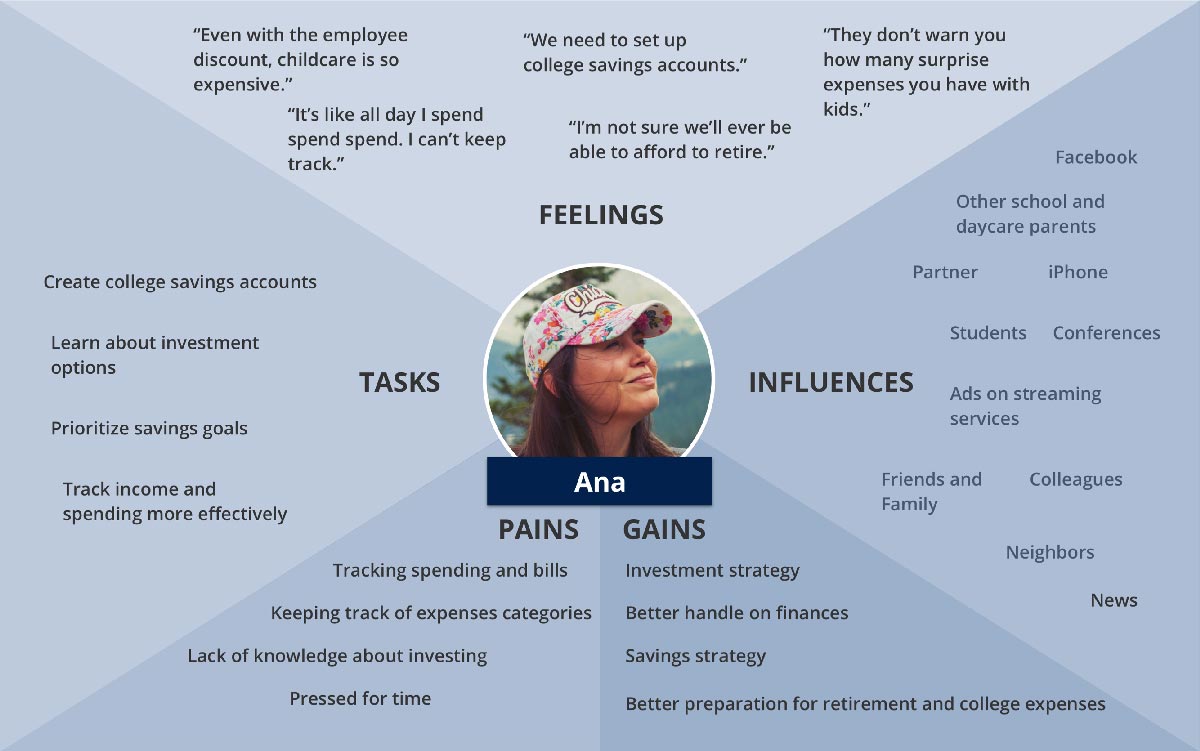 “Even with the employee
discount, childcare is so
expensive.”
“It’s like all day I spend
spend spend. I can’t keep
track.”
“We need to set up
college savings accounts.”
“I’m not sure we’ll ever be
able to afford to retire.”
“They don’t warn you
how many surprise
expenses you have with
kids.”
FEELINGS
Create college savings accounts
Learn about investment
options
Prioritize savings goals
Track income and
spending more effectively
TASKS
Ana
INFLUENCES
Facebook
Other school and
daycare parents
Partner
iPhone
Students
Conferences
Ads on streaming
services
Friends and
Family
Colleagues
Neighbors
News
PAINS
Tracking spending and bills
Keeping track of expenses categories
Lack of knowledge about investing
Pressed for time
GAINS
Investment strategy
Better handle on finances
Savings strategy
Better preparation for retirement and college expenses